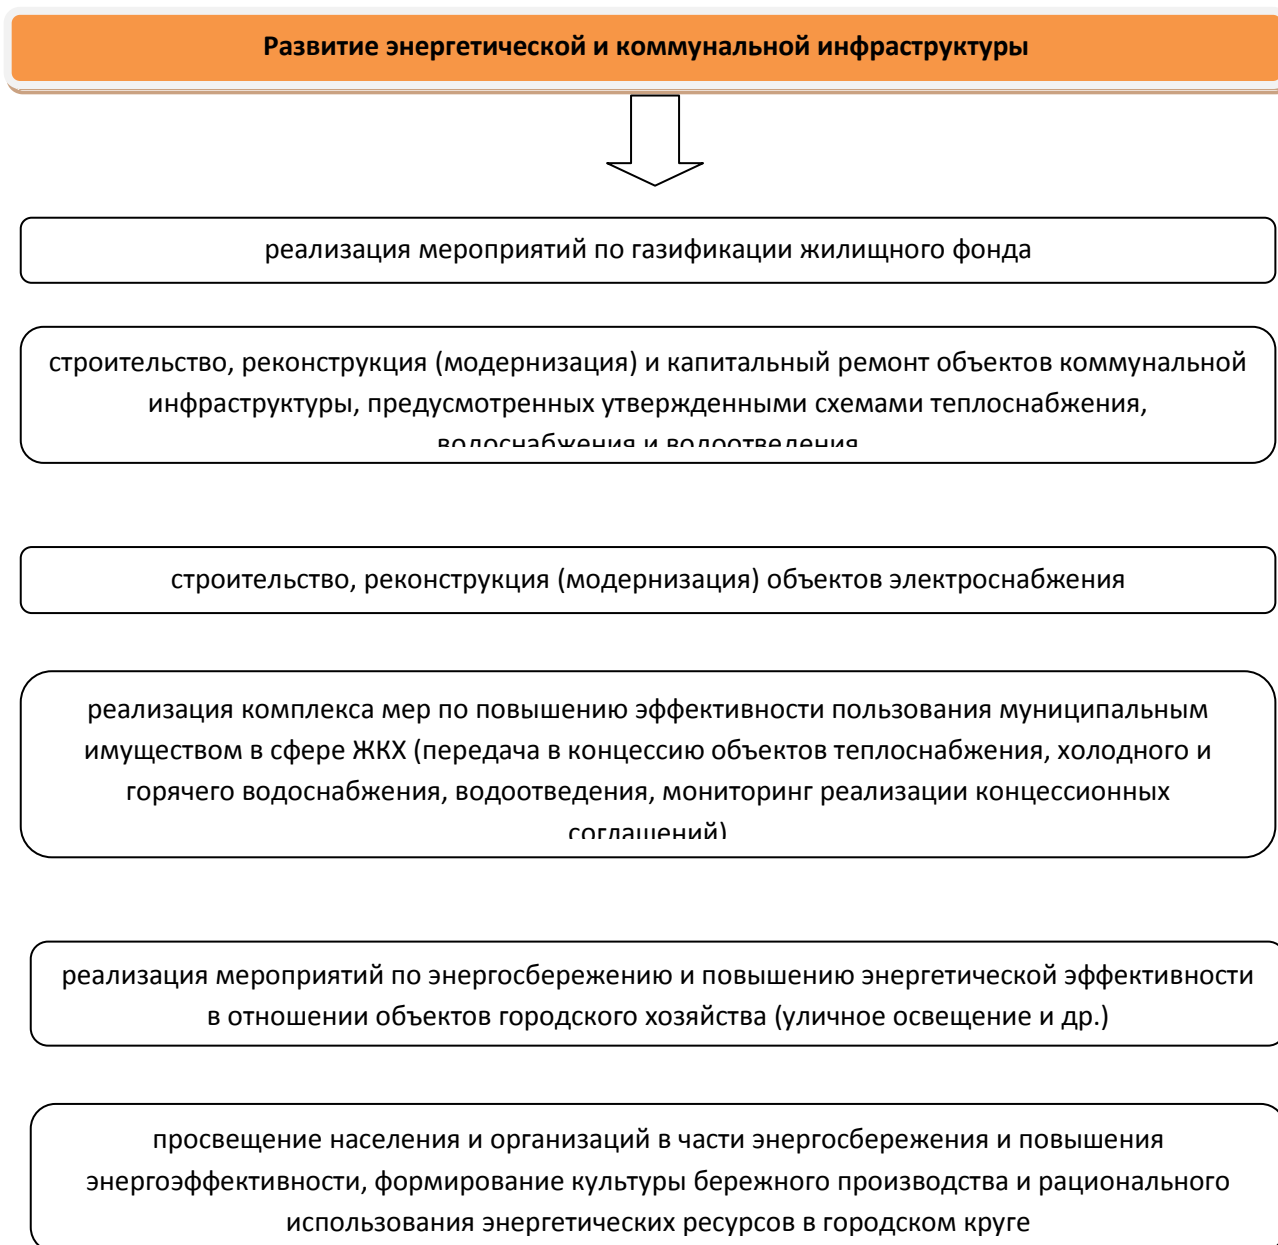 Развитие энергетической и коммунальной инфраструктуры
реализация мероприятий по газификации жилищного фонда
строительство, реконструкция (модернизация) и капитальный ремонт объектов коммунальной
инфраструктуры, предусмотренных утвержденными схемами теплоснабжения,
водоснабжения и водоотведения
строительство, реконструкция (модернизация) объектов электроснабжения
реализация комплекса мер по повышению эффективности пользования муниципальным
имуществом в сфере ЖКХ (передача в концессию объектов теплоснабжения, холодного и
горячего водоснабжения, водоотведения, мониторинг реализации концессионных
соглашений)
реализация мероприятий по энергосбережению и повышению энергетической эффективности
в отношении объектов городского хозяйства (уличное освещение и др.)
просвещение населения и организаций в части энергосбережения и повышения
энергоэффективности, формирование культуры бережного производства и рационального
использования энергетических ресурсов в городском круге